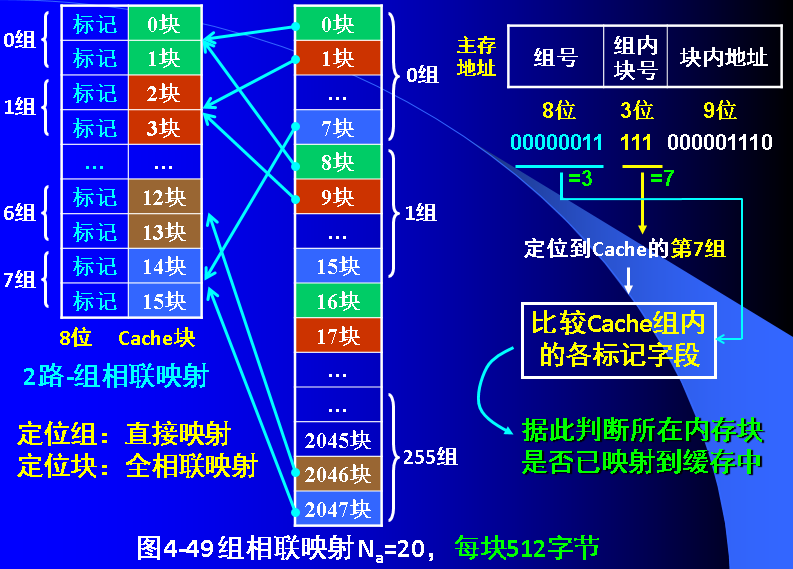 0组
标记 0块
标记 1块
1组
标记 2块
标记 3块
... ...
6组
标记 12块
标记 13块
7组
标记 14块
标记 15块
8位 Cache块
2路-组相联映射
定位组：直接映射
定位块：全相联映射
0块
1块
...
7块
0组
8块
9块
...
15块
1组
16块
17块
...
...
2045块
2046块
2047块
255组
主存
地址
组号
组内
块号
块内地址
8位 3位 9位
00000011 111 000001110
=3 =7
定位到Cache的第7组
比较Cache组内
的各标记字段
据此判断所在内存块
是否已映射到缓存中
图4-49 组相联映射 Na=20，每块512字节